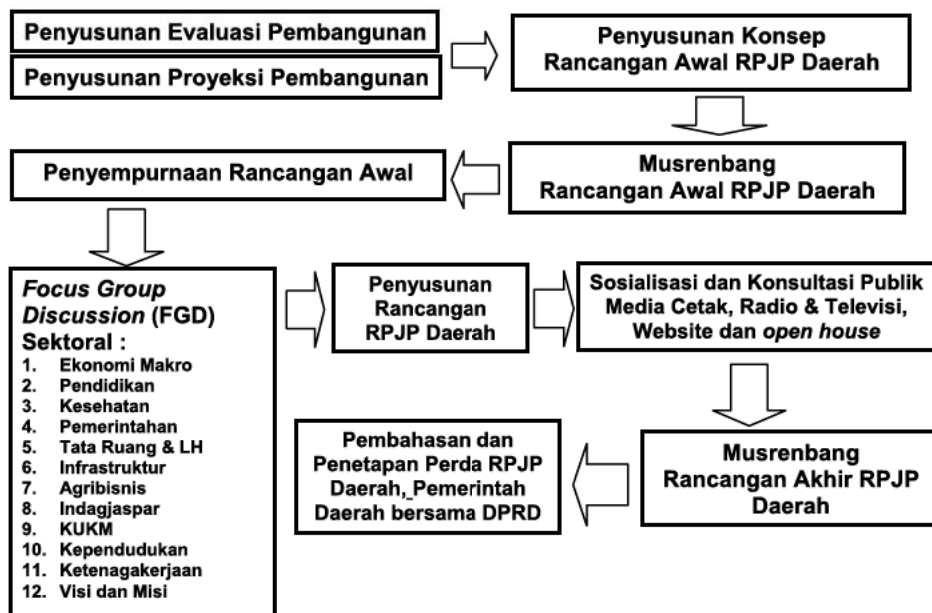 Penyusunan Evaluasi Pembangunan
Penyusunan Proyeksi Pembangunan
Penyusunan Konsep
Rancangan Awal RPJP Daerah
Musrenbang
Rancangan Awal RPJP Daerah
Penyempurnaan Rancangan Awal
Focus Group
Discussion (FGD)
Sektoral :
1. Ekonomi Makro
2. Pendidikan
3. Kesehatan
4. Pemerintahan
5. Tata Ruang & LH
6. Infrastruktur
7. Agribisnis
8. Indagjaspar
9. KUKM
10. Kependudukan
11. Ketenagakerjaan
12. Visi dan Misi
Penyusunan
Rancangan
RPJP Daerah
Sosialisasi dan Konsultasi Publik
Media Cetak, Radio & Televisi,
Website dan open house
Musrenbang
Rancangan Akhir RPJP
Daerah
Pembahasan dan
Penetapan Perda RPJP
Daerah, Pemerintah
Daerah bersama DPRD